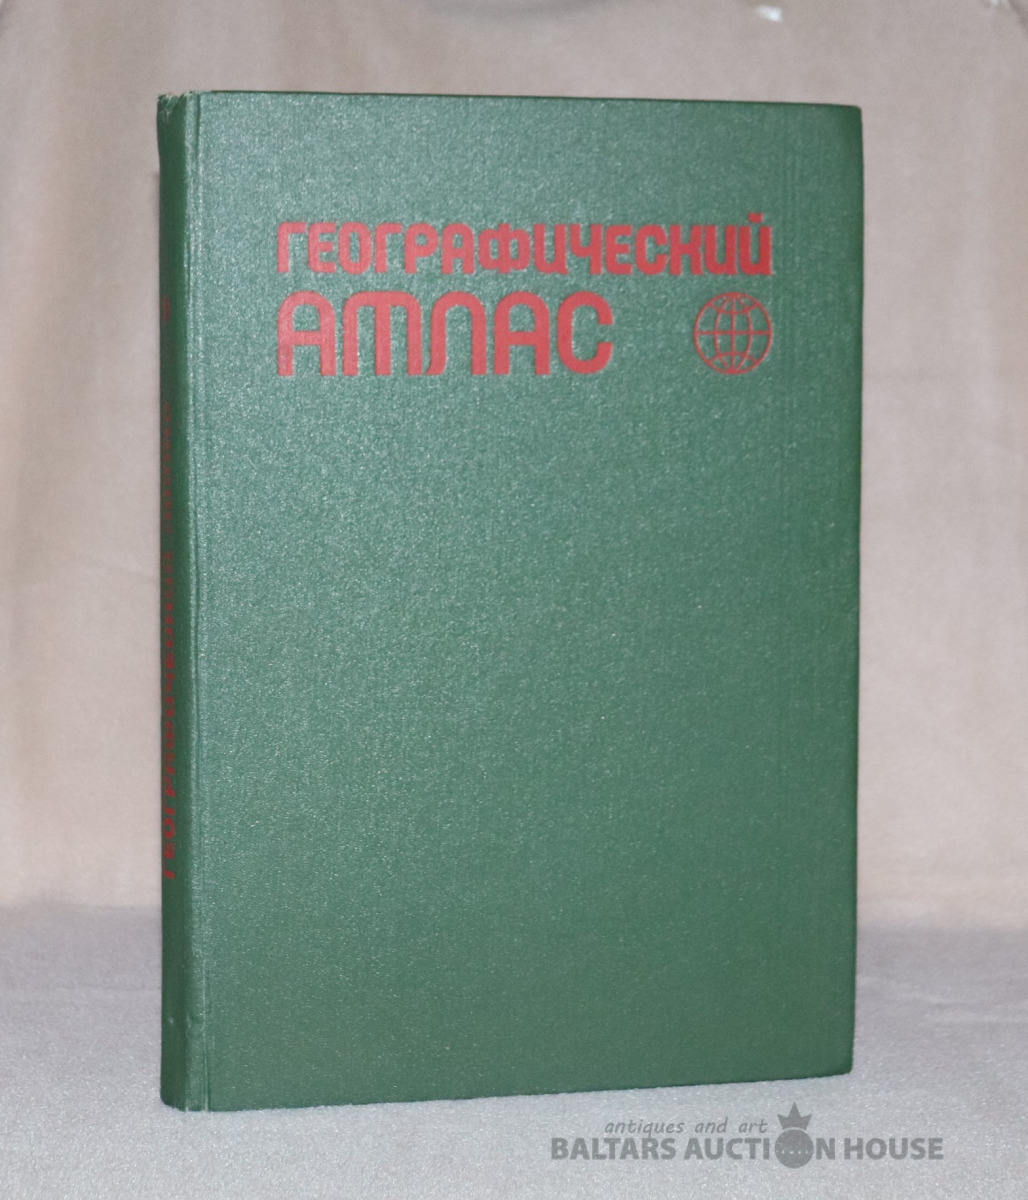 ГЕОГРАФИЧЕСКИЙ
АТЛАС
antiques and art
BALTARS AUCTION HOUSE